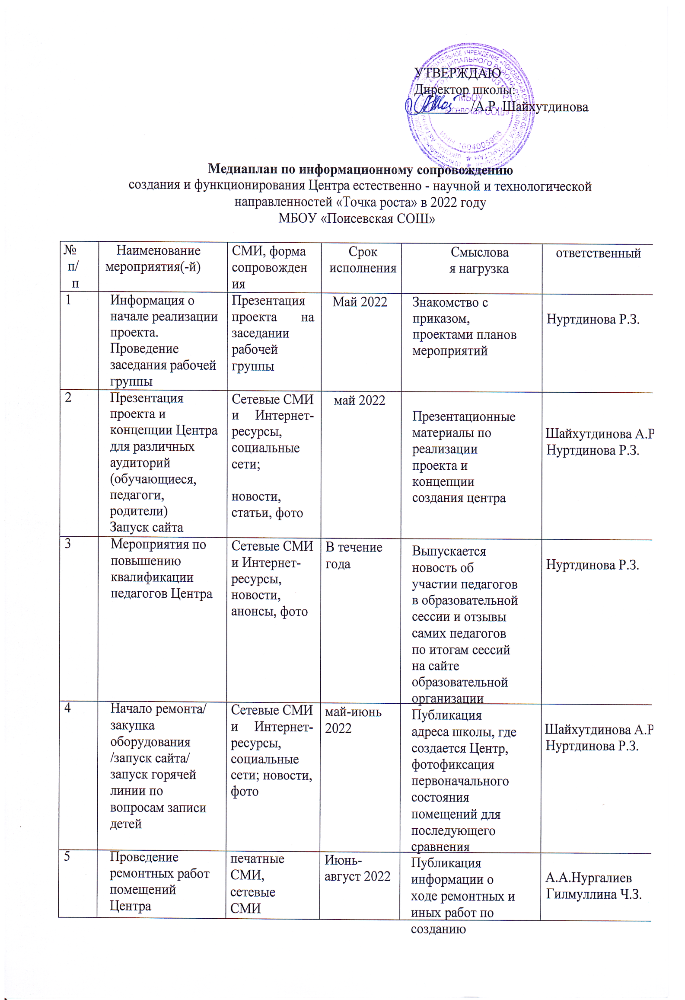 УТВЕРЖДАЮ
Директор школы:
/А.Р. Шайхутдинова
МБОУ
ИНН 1604005986
Медиаплан по информационному сопровождению
создания и функционирования Центра естественно - научной и технологической
направленностей «Точка роста» в 2022 году
МБОУ «Поисевская СОШ»
№
п/
п
Наименование
мероприятия(-й)
СМИ, форма
сопровожден
ия
Срок
исполнения
Смыслова
я нагрузка
ответственный
1
Информация о
начале реализации
проекта.
Проведение
заседания рабочей
группы
Презентация
проекта на
заседании
рабочей
группы
Май 2022
Знакомство с
приказом,
проектами планов
мероприятий
Нуртдинова Р.З.
2
Презентация
проекта и
концепции Центра
для различных
аудиторий
(обучающиеся,
педагоги,
родители)
Запуск сайта
Сетевые СМИ
и Интернет-
ресурсы,
социальные
сети;
новости,
статьи, фото
май 2022
Презентационные
материалы по
реализации
проекта и
концепции
создания центра
Шайхутдинова А.Р
Нуртдинова Р.З.
3
Мероприятия по
повышению
квалификации
педагогов Центра
Сетевые СМИ
и Интернет-
ресурсы,
новости,
анонсы, фото
В течение
года
Выпускается
новость об
участии педагогов
в образовательной
сессии и отзывы
самих педагогов
по итогам сессий
на сайте
образовательной
организации
Нуртдинова Р.З.
4
Начало ремонта/
закупка
оборудования
/запуск сайта/
запуск горячей
линии по
вопросам записи
детей
Сетевые СМИ
и Интернет-
ресурсы,
социальные
сети; новости,
фото
май-июнь
2022
Публикация
адреса школы, где
создается Центр,
фотофиксация
первоначального
состояния
помещений для
последующего
сравнения
Шайхутдинова А.Р
Нуртдинова Р.З.
5
Проведение
ремонтных работ
помещений
Центра
печатные
СМИ,
сетевые
СМИ
Июнь-
август 2022
Публикация
информации о
ходе ремонтных и
иных работ по
созданию
А.А.Нургалиев
Гилмуллина Ч.З.